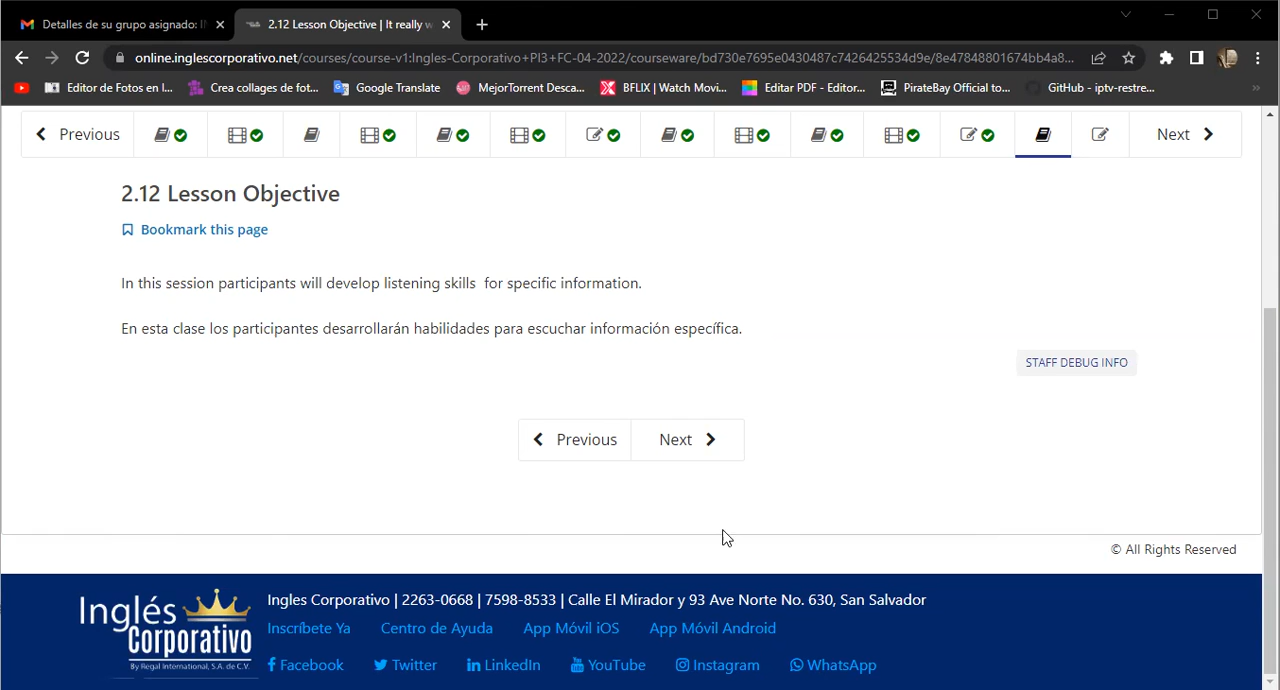 Detalles de su grupo asignado: I
2.12 Lesson Objective | It really w
online.inglescorporativo.net/courses/course-v1:Ingles-Corporativo+PI3+FC-04-2022/courseware/bd730e7695e0430487c7426425534d9e/8e47848801674bb4a8...
Editor de Fotos en l...
Crea collages de fot...
Google Translate
MejorTorrent Desca...
BFLIX | Watch Movi...
Editar PDF - Editor...
PirateBay Official to...
GitHub - iptv-restre...
»
Previous
Next
2.12 Lesson Objective
Bookmark this page
In this session participants will develop listening skills for specific information.
En esta clase los participantes desarrollarán habilidades para escuchar información específica.
STAFF DEBUG INFO
Previous
Next
© All Rights Reserved
Inglés Corporativo
By Regal International, S.A. de C.V.
Ingles Corporativo | 2263-0668 | 7598-8533 | Calle El Mirador y 93 Ave Norte No. 630, San Salvador
Inscríbete Ya
Centro de Ayuda
App Móvil iOS
App Móvil Android
Facebook
Twitter
LinkedIn
YouTube
Instagram
WhatsApp